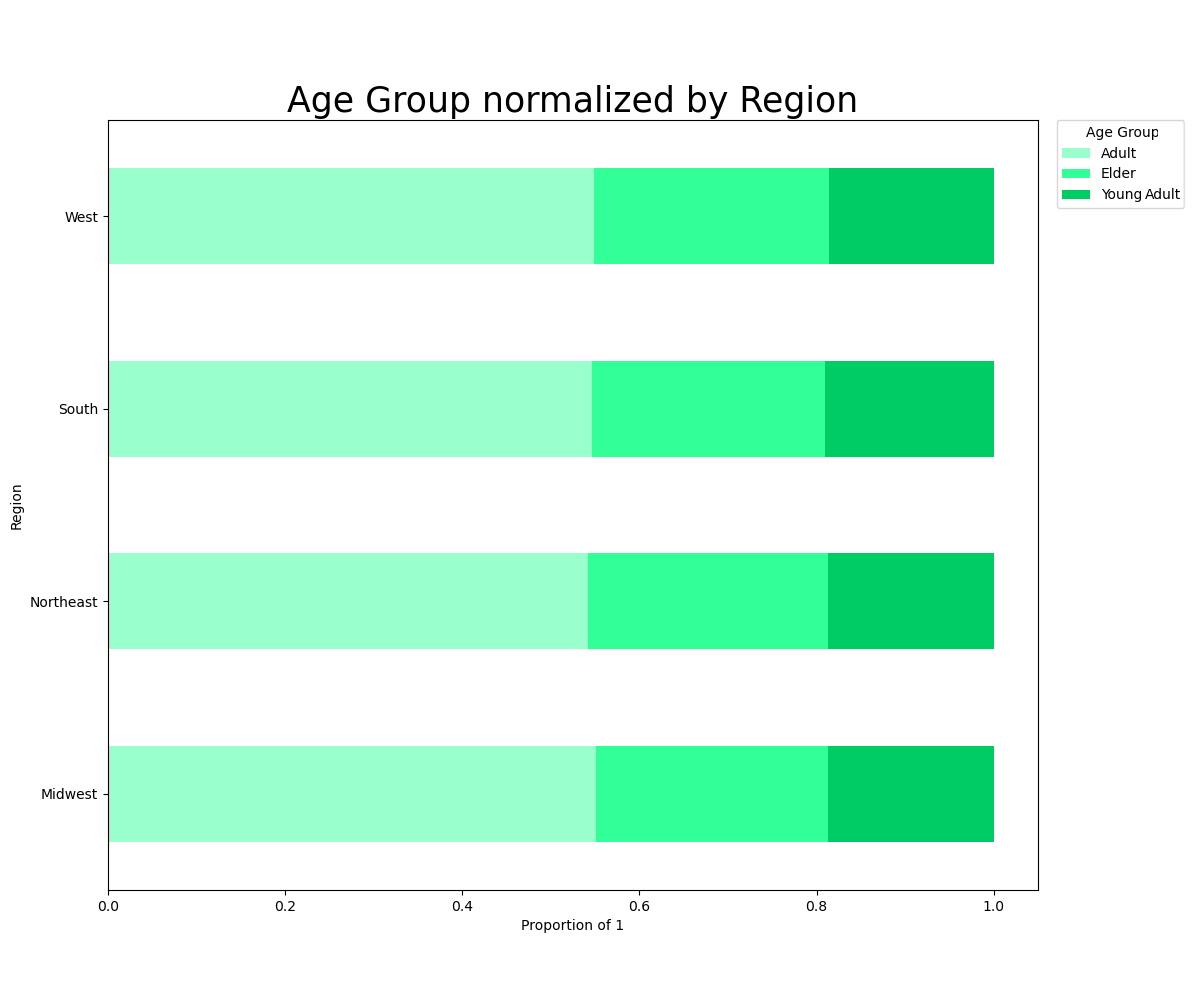 Age Group normalized by Region
Age Group
Adult
Elder
Young Adult
West
South
Northeast
Midwest
Region
0.0 0.2 0.4 0.6 0.8 1.0
Proportion of 1